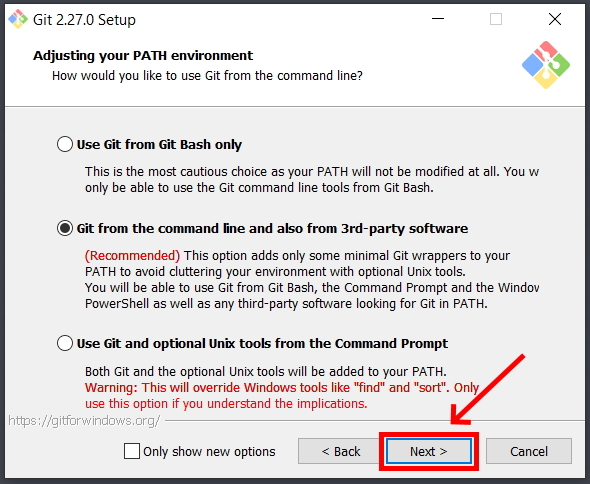 Git 2.27.0 Setup
Adjusting your PATH environment
How would you like to use Git from the command line?
Use Git from Git Bash only
This is the most cautious choice as your PATH will not be modified at all. You w
only be able to use the Git command line tools from Git Bash.
Git from the command line and also from 3rd-party software
(Recommended) This option adds only some minimal Git wrappers to your
PATH to avoid cluttering your environment with optional Unix tools.
You will be able to use Git from Git Bash, the Command Prompt and the Window
PowerShell as well as any third-party software looking for Git in PATH.
Use Git and optional Unix tools from the Command Prompt
Both Git and the optional Unix tools will be added to your PATH.
Warning: This will override Windows tools like "find" and "sort". Only
use this option if you understand the implications.
https://gitforwindows.org/
Only show new options
< Back
Next >
Cancel